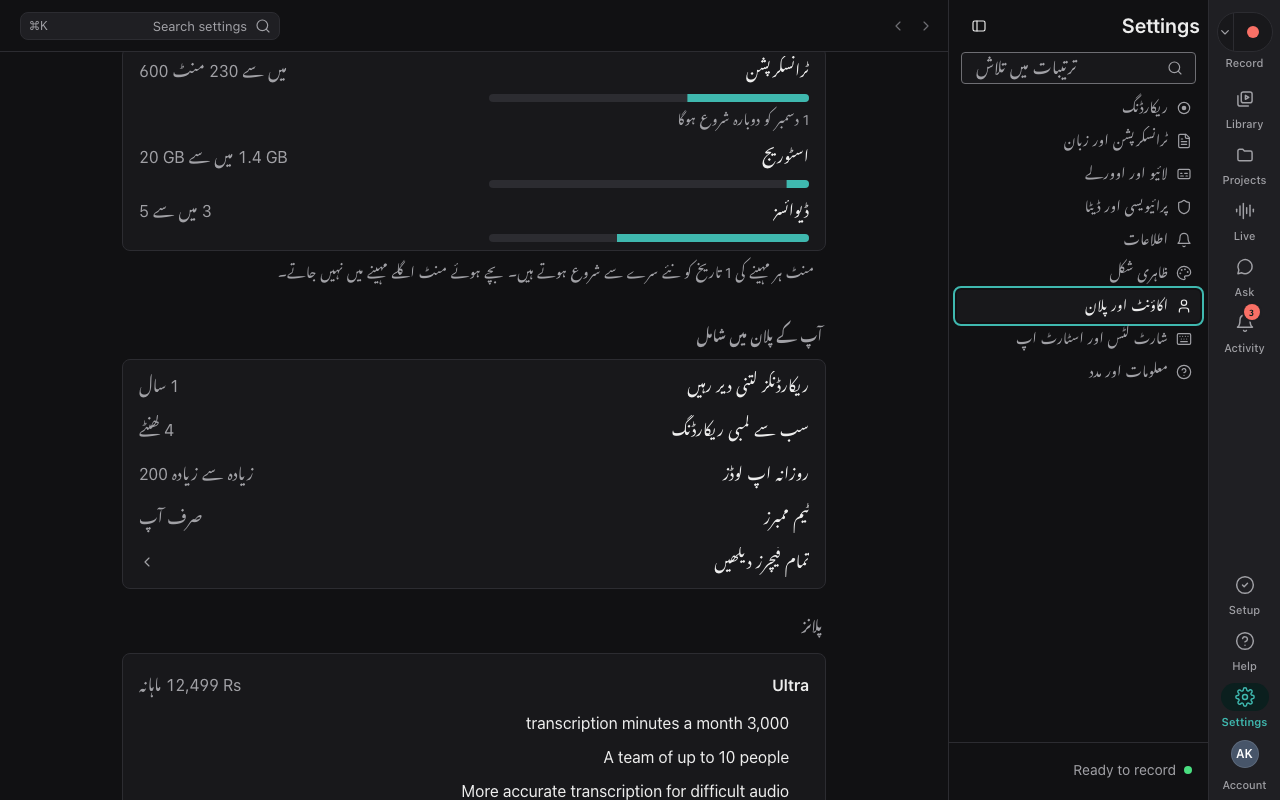 Settings
Search settings
⌘K
Record
Library
Projects
Live
Ask
3
Activity
Setup
Help
Settings
AK
Account
ترتیبات میں تلاش
ریکارڈنگ
ٹرانسکرپشن اور زبان
لائیو اور اوورلے
پرائیویسی اور ڈیٹا
اطلاعات
ظاہری شکل
اکاؤنٹ اور پلان
شارٹ کٹس اور اسٹارٹ اپ
معلومات اور مدد
Ready to record
ٹرانسکرپشن
600 میں سے 230 منٹ
1 دسمبر کو دوبارہ شروع ہوگا
اسٹوریج
20 GB میں سے 1.4 GB
ڈیوائسز
5 میں سے 3
منٹ ہر مہینے کی 1 تاریخ کو نئے سرے سے شروع ہوتے ہیں۔ بچے ہوئے منٹ اگلے مہینے میں نہیں جاتے۔
آپ کے پلان میں شامل
ریکارڈنگز کتنی دیر رہیں
1 سال
سب سے لمبی ریکارڈنگ
4 گھنٹے
روزانہ اپ لوڈز
زیادہ سے زیادہ 200
ٹیم ممبرز
صرف آپ
تمام فیچرز دیکھیں
پلانز
Ultra
12,499 Rs ماہانہ
transcription minutes a month 3,000
A team of up to 10 people
More accurate transcription for difficult audio